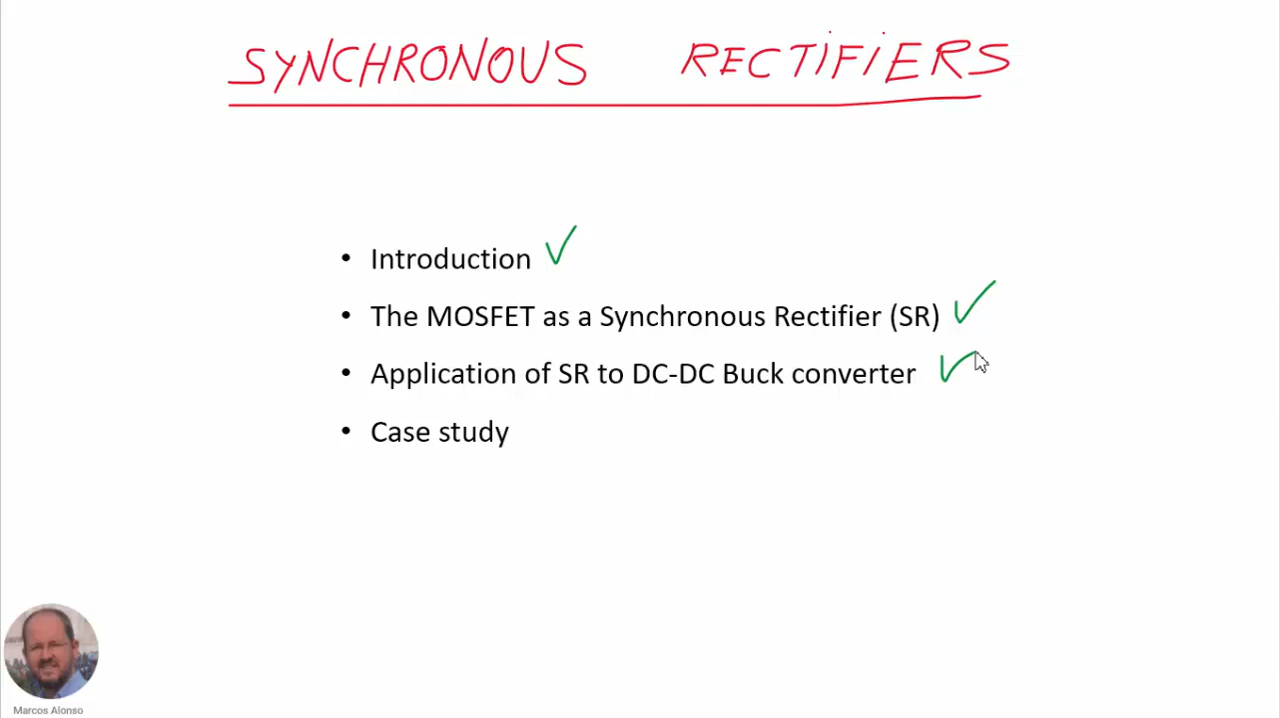 SYNCHRONOUS RECTIFIERS
• Introduction ✓
• The MOSFET as a Synchronous Rectifier (SR) ✓
• Application of SR to DC-DC Buck converter ✓
• Case study
Marcos Alonso